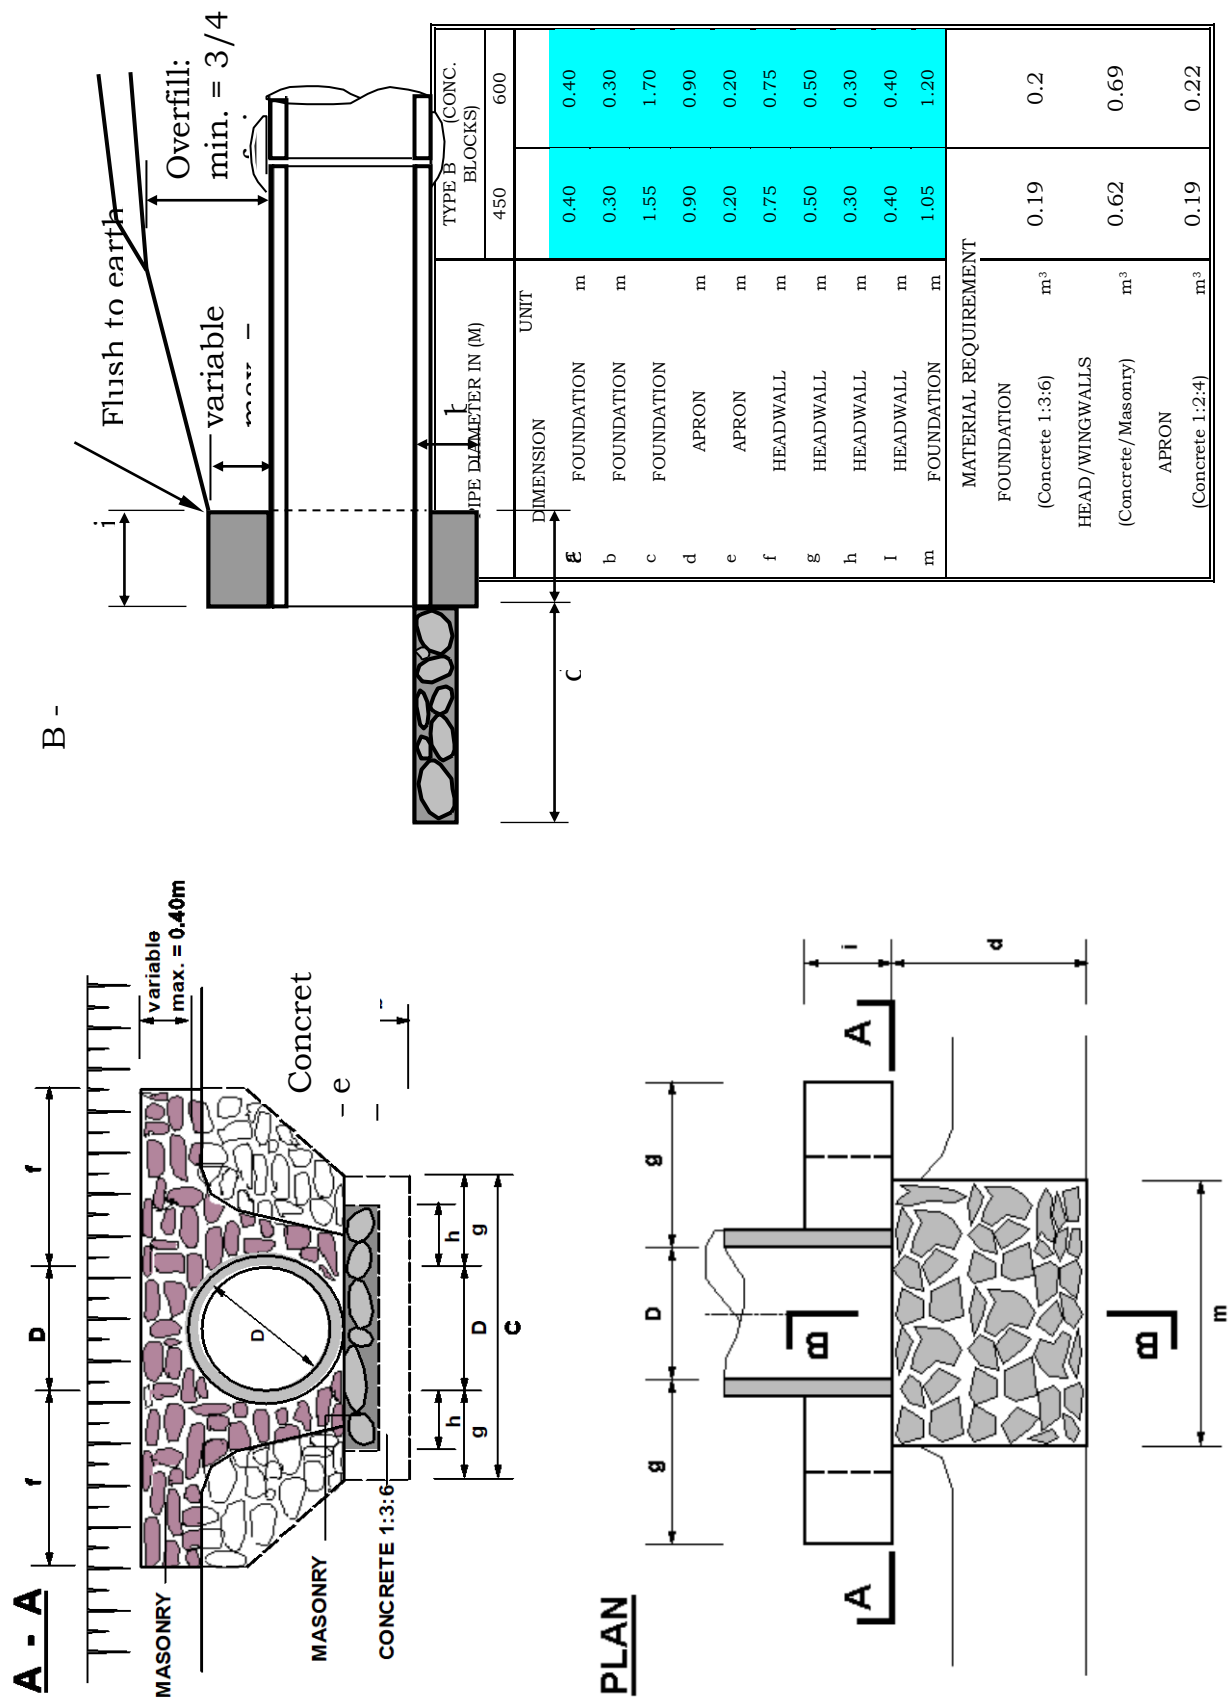 A - A
f
D
f
variable
max. = 0.40m
MASONRY
D
MASONRY
CONCRETE 1:3:6
Concret
e
h
h
g
D
g
C
B -
Flush to earth
Overfill:
min. = 3/4
variable
i
PLAN
g
D
g
i
d
A
A
B
B
m
PIPE DIAMETER IN (M)
TYPE B (CONC. BLOCKS)
450
600
DIMENSION
UNIT
a FOUNDATION m 0.40 0.40
b FOUNDATION m 0.30 0.30
c FOUNDATION 1.55 1.70
d APRON m 0.90 0.90
e APRON m 0.20 0.20
f HEADWALL m 0.75 0.75
g HEADWALL m 0.50 0.50
h HEADWALL m 0.30 0.30
I HEADWALL m 0.40 0.40
m FOUNDATION m 1.05 1.20
MATERIAL REQUIREMENT
FOUNDATION
(Concrete 1:3:6) m³ 0.19 0.2
HEAD/WINGWALLS
(Concrete/Masonry) m³ 0.62 0.69
APRON
(Concrete 1:2:4) m³ 0.19 0.22